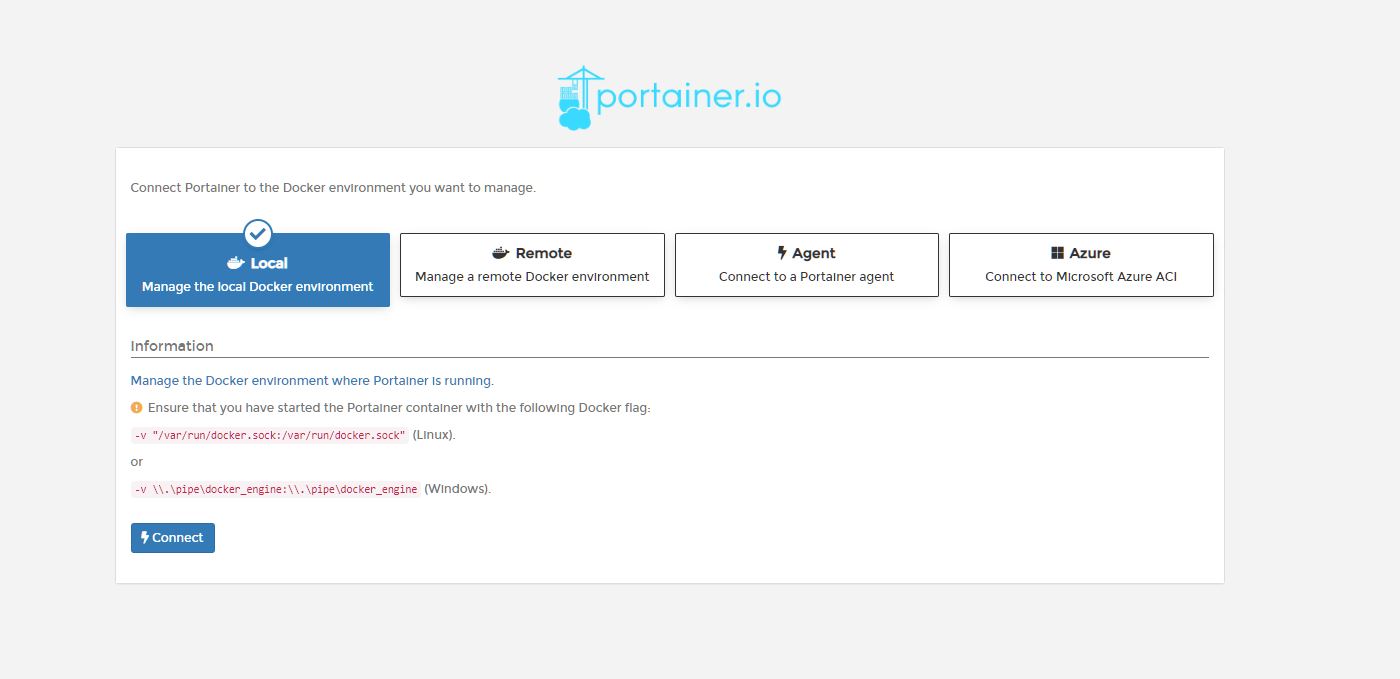 portainer.io
Connect Portainer to the Docker environment you want to manage.
Local
Manage the local Docker environment
Remote
Manage a remote Docker environment
Agent
Connect to a Portainer agent
Azure
Connect to Microsoft Azure ACI
Information
Manage the Docker environment where Portainer is running.
Ensure that you have started the Portainer container with the following Docker flag:
-v "/var/run/docker.sock:/var/run/docker.sock" (Linux).
or
-v \\.\pipe\docker_engine:\\.\pipe\docker_engine (Windows).
Connect